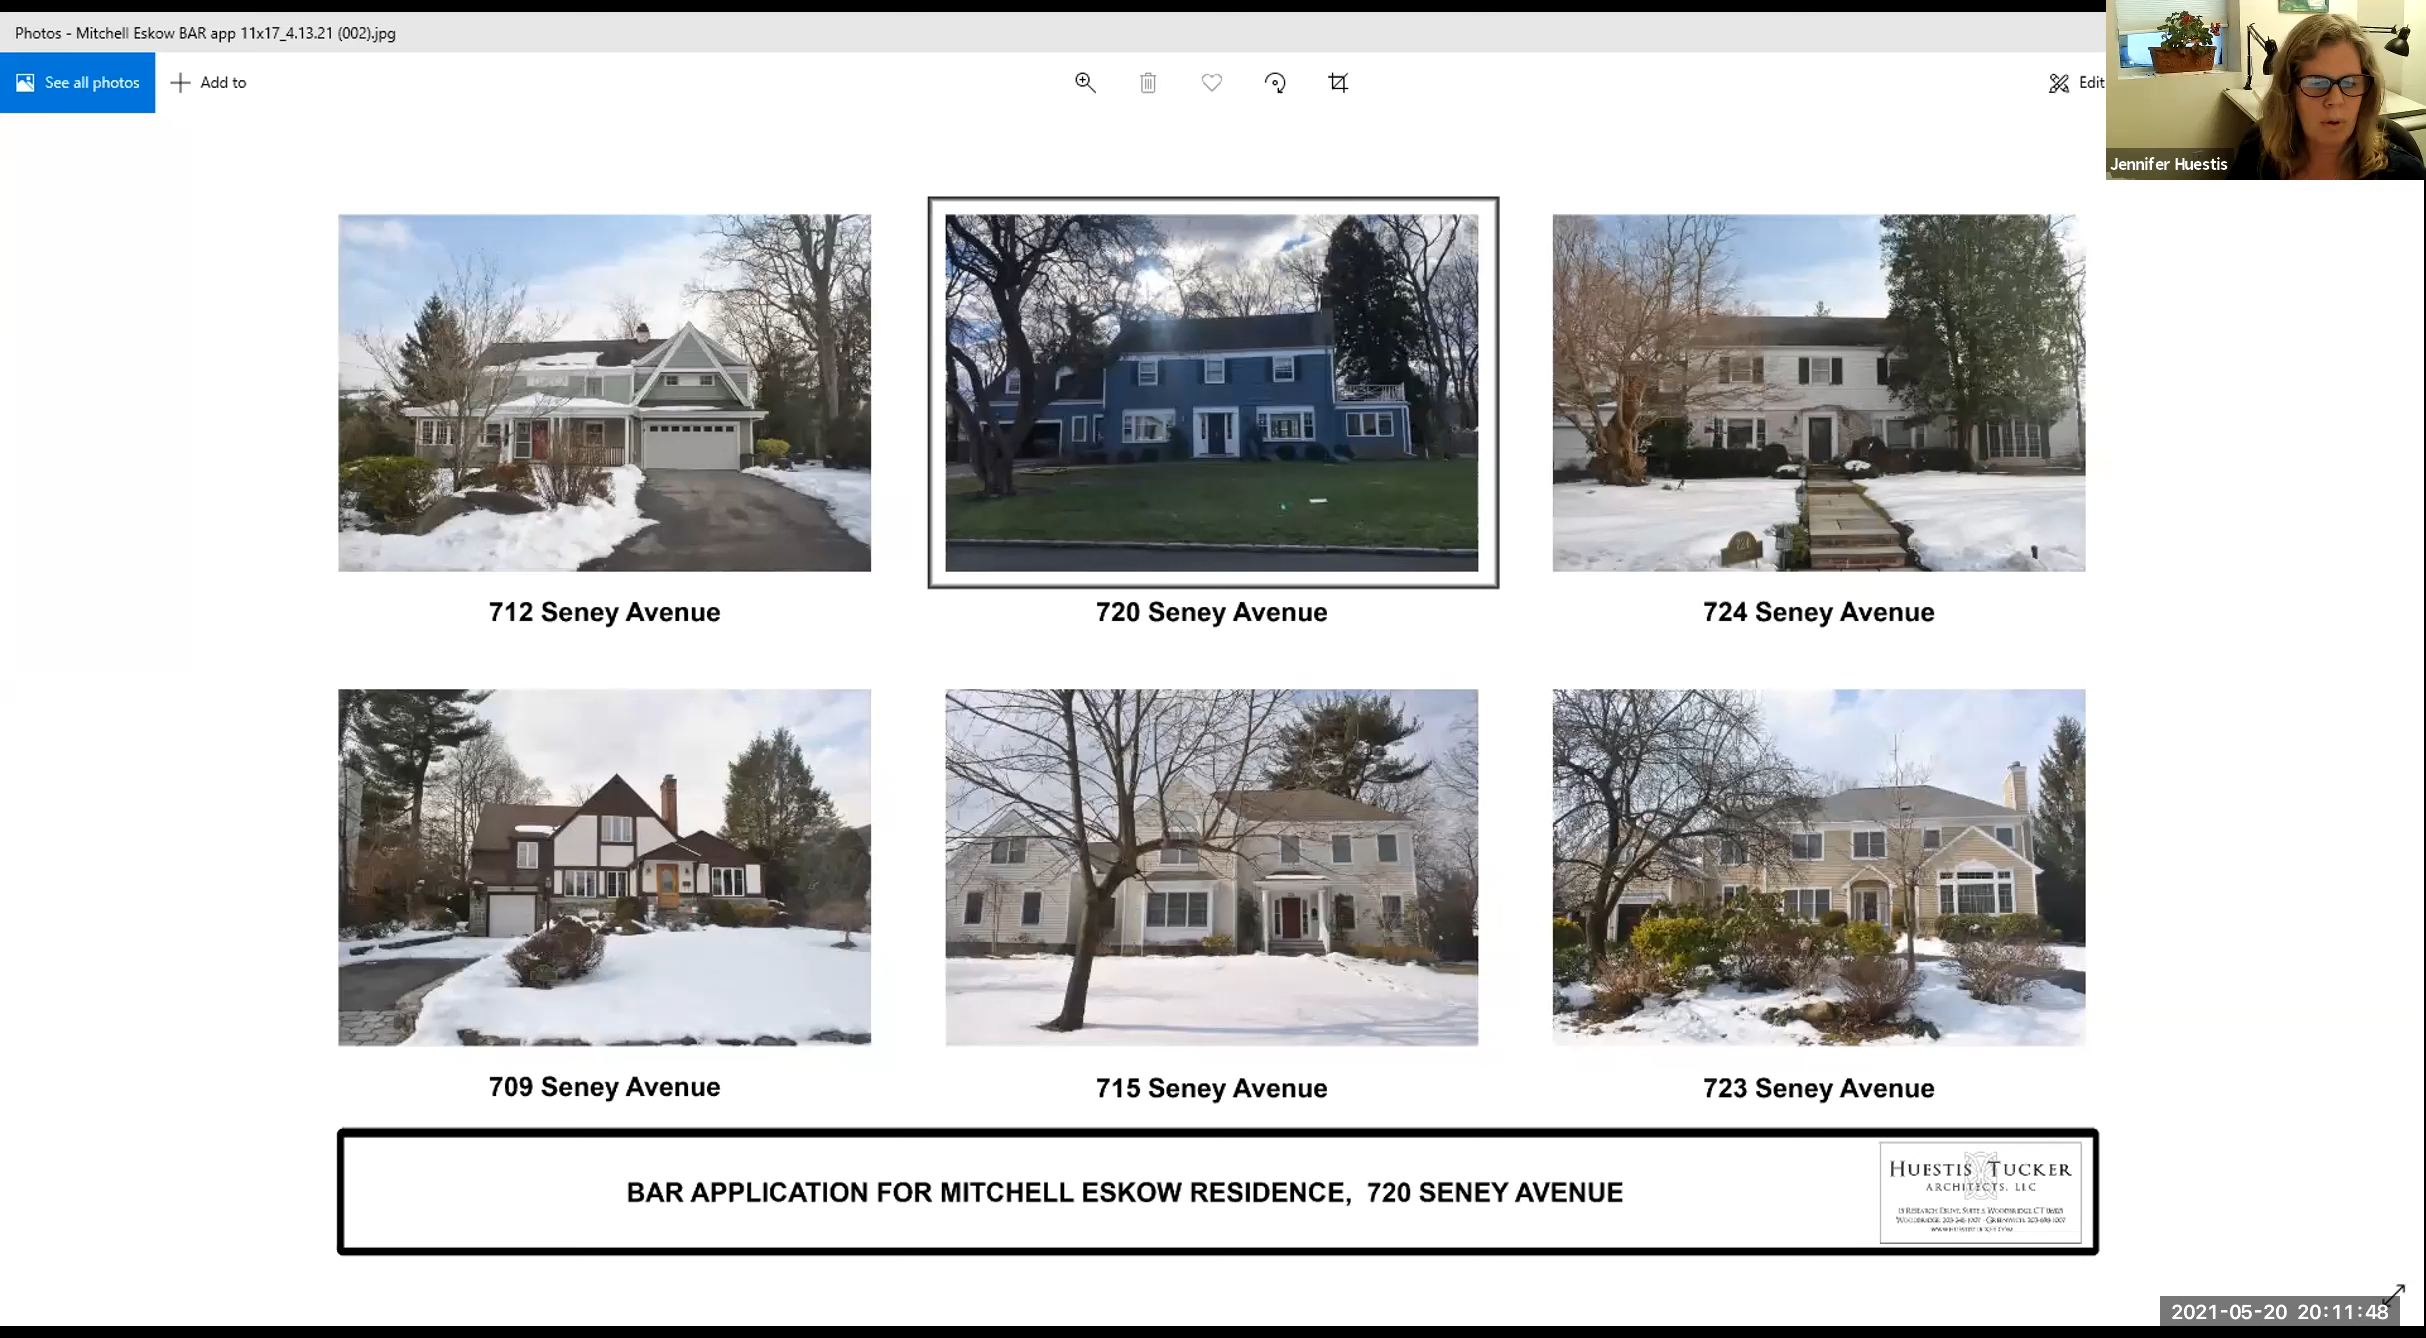 Photos - Mitchell Eskow BAR app 11x17_4.13.21 (002).jpg
See all photos
Add to
Edit
Jennifer Huestis
712 Seney Avenue
720 Seney Avenue
724 Seney Avenue
709 Seney Avenue
715 Seney Avenue
723 Seney Avenue
BAR APPLICATION FOR MITCHELL ESKOW RESIDENCE, 720 SENEY AVENUE
HUESTIS TUCKER
ARCHITECTS, LLC
2021-05-20 20:11:48